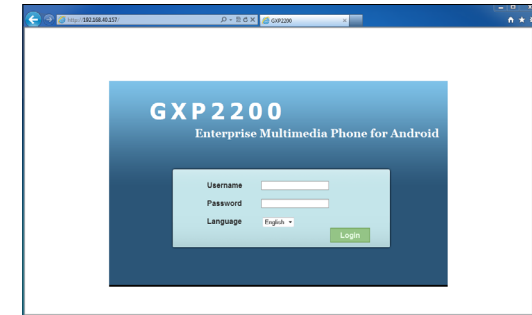 http://192.168.40.157/
GXP2200
GXP2200
Enterprise Multimedia Phone for Android
Username
Password
Language English
Login